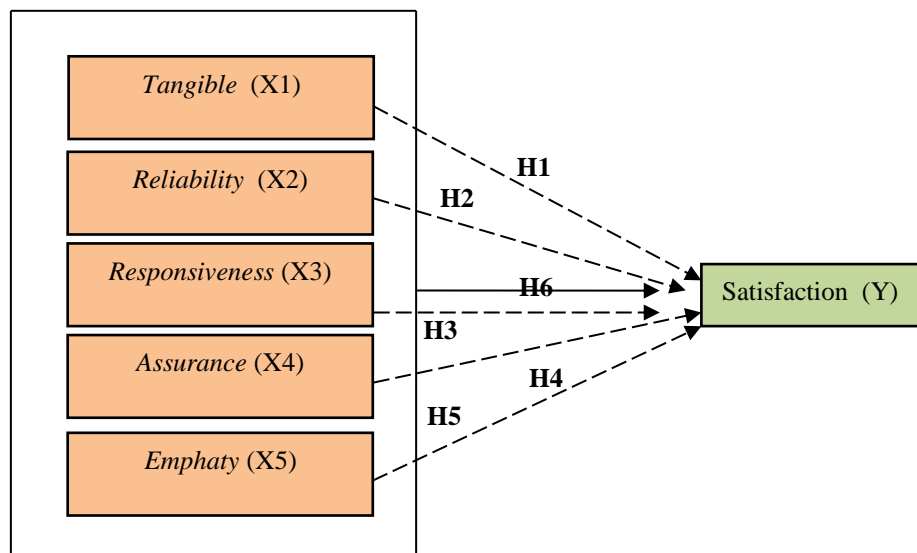 Tangible (X1)
H1
Reliability (X2)
H2
Responsiveness (X3)
H6
Satisfaction (Y)
H3
Assurance (X4)
H4
H5
Emphaty (X5)